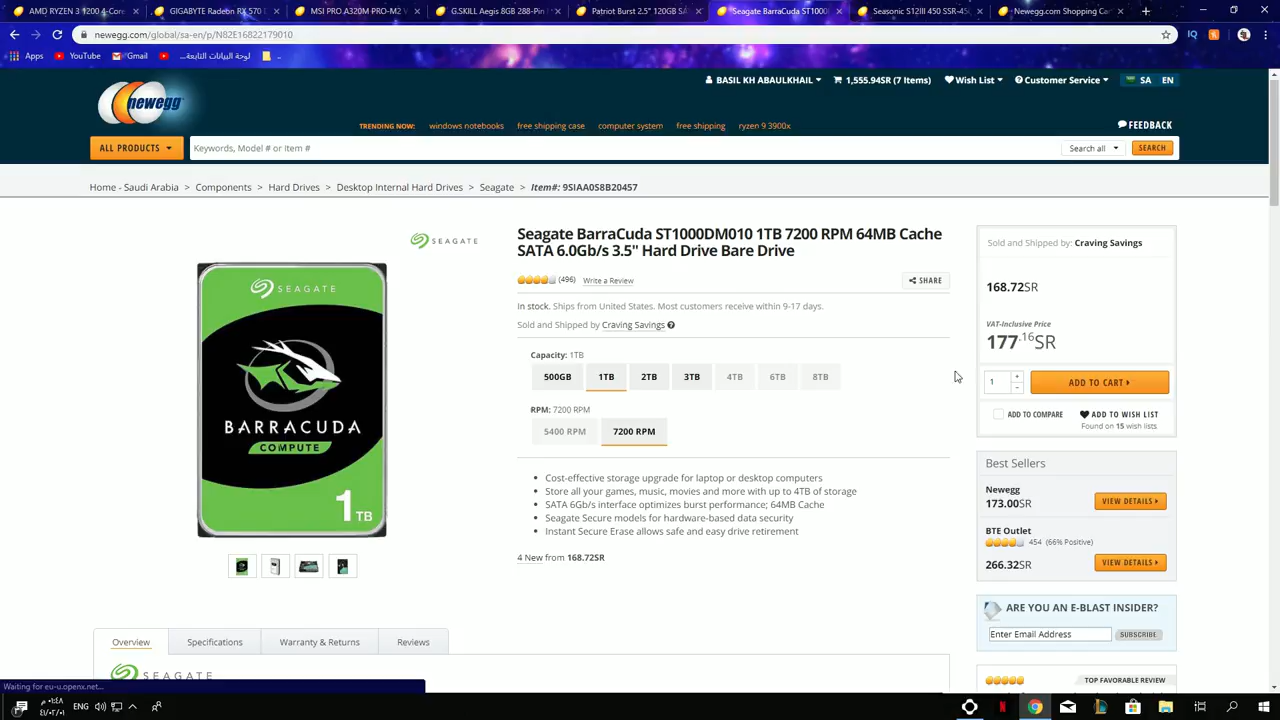 AMD RYZEN 3 1200 4-Core
GIGABYTE Radeon RX 570
MSI PRO A320M PRO-M2 V
G.SKILL Aegis 8GB 288-Pin
Patriot Burst 2.5" 120GB SA
Seagate BarraCuda ST1000D
Seasonic S12III 450 SSR-45
Newegg.com Shopping Ca
newegg.com/global/sa-en/p/N82E16822179010
Apps
YouTube
Gmail
لوحة البيانات التابعة...
BASIL KH ABAULKHAIL
1,555.94SR (7 Items)
Wish List
Customer Service
SA
EN
newegg
TRENDING NOW:
windows notebooks
free shipping case
computer system
free shipping
ryzen 9 3900x
FEEDBACK
ALL PRODUCTS
Keywords, Model # or Item #
Search all
SEARCH
Home - Saudi Arabia > Components > Hard Drives > Desktop Internal Hard Drives > Seagate > Item#: 9SIAA0S8B20457
SEAGATE
SEAGATE
BARRACUDA
COMPUTE
1TB
Seagate BarraCuda ST1000DM010 1TB 7200 RPM 64MB Cache
SATA 6.0Gb/s 3.5" Hard Drive Bare Drive
(496)
Write a Review
SHARE
In stock. Ships from United States. Most customers receive within 9-17 days.
Sold and Shipped by Craving Savings
Capacity: 1TB
500GB
1TB
2TB
3TB
4TB
6TB
8TB
RPM: 7200 RPM
5400 RPM
7200 RPM
• Cost-effective storage upgrade for laptop or desktop computers
• Store all your games, music, movies and more with up to 4TB of storage
• SATA 6Gb/s interface optimizes burst performance; 64MB Cache
• Seagate Secure models for hardware-based data security
• Instant Secure Erase allows safe and easy drive retirement
4 New from 168.72SR
Sold and Shipped by: Craving Savings
168.72SR
VAT-Inclusive Price
177.16SR
1
ADD TO CART
ADD TO COMPARE
ADD TO WISH LIST
Found on 15 wish lists
Best Sellers
Newegg
173.00SR
VIEW DETAILS
BTE Outlet
454 (66% Positive)
266.32SR
VIEW DETAILS
ARE YOU AN E-BLAST INSIDER?
Enter Email Address
SUBSCRIBE
TOP FAVORABLE REVIEW
Overview
Specifications
Warranty & Returns
Reviews
SEAGATE
Waiting for eu-u.openx.net...
ENG